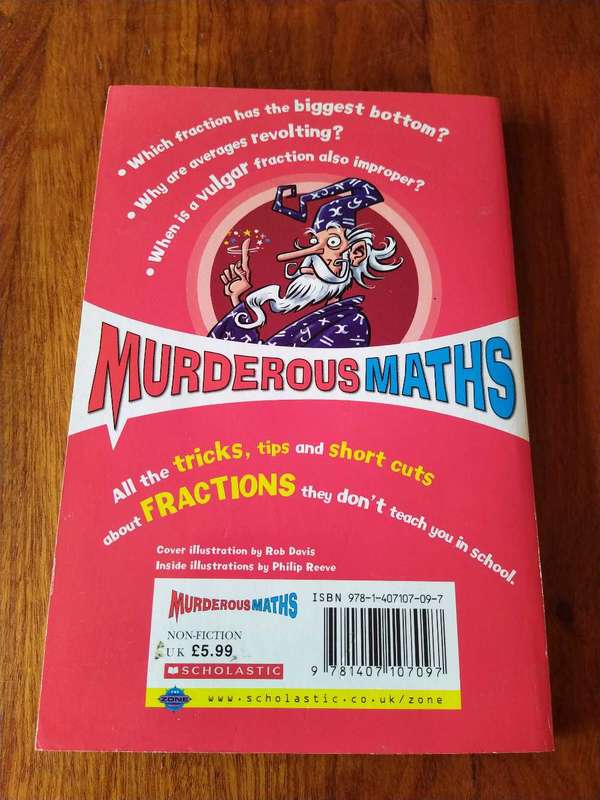 • Which fraction has the biggest bottom?
• Why are averages revolting?
• When is a vulgar fraction also improper?
MURDEROUS MATHS
All the tricks, tips and short cuts
about FRACTIONS they don't teach you in school.
Cover illustration by Rob Davis
Inside illustrations by Philip Reeve
MURDEROUS MATHS
ISBN 978-1-407107-09-7
NON-FICTION
UK £5.99
SCHOLASTIC
9 781407 107097
THE ZONE
www.scholastic.co.uk/zone